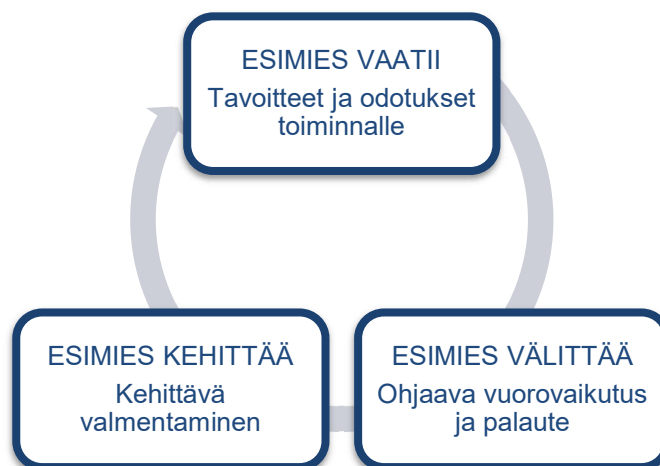 ESIMIES VAATII
Tavoitteet ja odotukset
toiminnalle
ESIMIES KEHITTÄÄ
Kehittävä
valmentaminen
ESIMIES VÄLITTÄÄ
Ohjaava vuorovaikutus
ja palaute